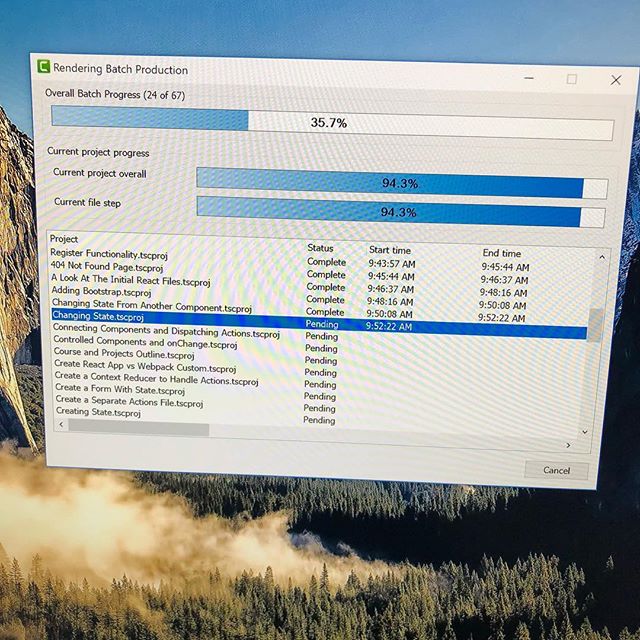 Rendering Batch Production
Overall Batch Progress (24 of 67)
35.7%
Current project progress
Current project overall 94.3%
Current file step 94.3%
Project Status Start time End time
Register Functionality.tscproj Complete 9:43:57 AM 9:45:44 AM
404 Not Found Page.tscproj Complete 9:45:44 AM 9:46:37 AM
A Look At The Initial React Files.tscproj Complete 9:46:37 AM 9:48:16 AM
Adding Bootstrap.tscproj Complete 9:48:16 AM 9:50:08 AM
Changing State From Another Component.tscproj Complete 9:50:08 AM 9:52:22 AM
Changing State.tscproj Pending 9:52:22 AM
Connecting Components and Dispatching Actions.tscproj Pending
Controlled Components and onChange.tscproj Pending
Course and Projects Outline.tscproj Pending
Create React App vs Webpack Custom.tscproj Pending
Create a Context Reducer to Handle Actions.tscproj Pending
Create a Form With State.tscproj Pending
Create a Separate Actions File.tscproj Pending
Creating State.tscproj Pending
Cancel